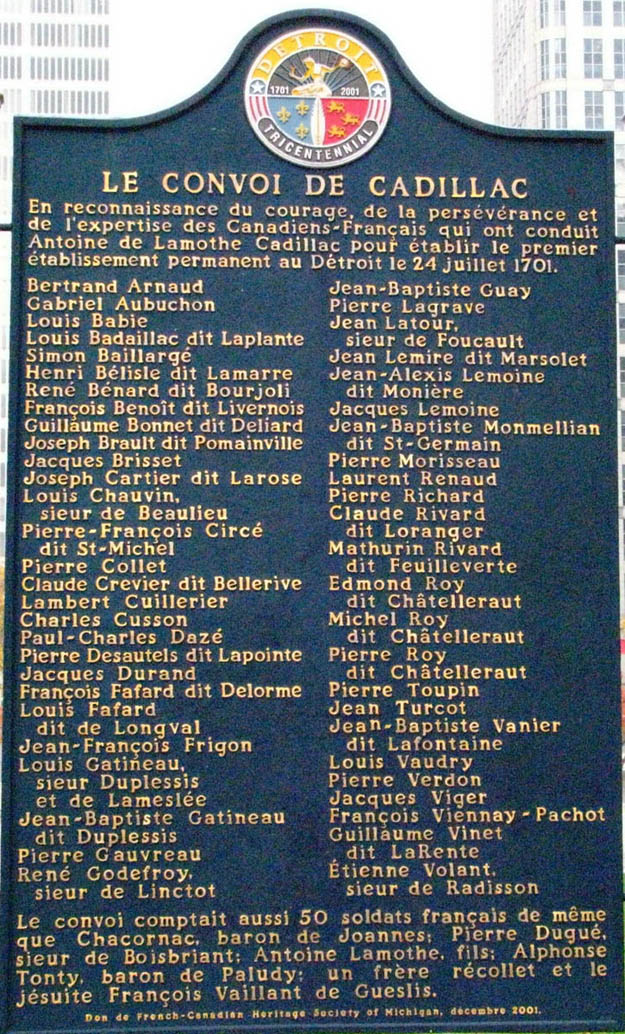 DETROIT
1701 2001
TRICENTENNIAL
LE CONVOI DE CADILLAC
En reconnaissance du courage, de la persévérance et
de l'expertise des Canadiens-Français qui ont conduit
Antoine de Lamothe Cadillac pour établir le premier
établissement permanent au Détroit le 24 juillet 1701.
Bertrand Arnaud
Gabriel Aubuchon
Louis Babie
Louis Badaillac dit Laplante
Simon Baillargé
Henri Bélisle dit Lamarre
René Bénard dit Bourjoli
François Benoît dit Livernois
Guillaume Bonnet dit Deliard
Joseph Brault dit Pomainville
Jacques Brisset
Joseph Cartier dit Larose
Louis Chauvin,
sieur de Beaulieu
Pierre-François Circé
dit St-Michel
Pierre Collet
Claude Crevier dit Bellerive
Lambert Cuillerier
Charles Cusson
Paul-Charles Dazé
Pierre Desautels dit Lapointe
Jacques Durand
François Fafard dit Delorme
Louis Fafard
dit de Longval
Jean-François Frigon
Louis Gatineau,
sieur Duplessis
et de Lameslée
Jean-Baptiste Gatineau
dit Duplessis
Pierre Gauvreau
René Godefroy,
sieur de Linctot
Jean-Baptiste Guay
Pierre Lagrave
Jean Latour,
sieur de Foucault
Jean Lemire dit Marsolet
Jean-Alexis Lemoine
dit Monière
Jacques Lemoine
Jean-Baptiste Monmellian
dit St-Germain
Pierre Morisseau
Laurent Renaud
Pierre Richard
Claude Rivard
dit Loranger
Mathurin Rivard
dit Feuilleverte
Edmond Roy
dit Châtelleraut
Michel Roy
dit Châtelleraut
Pierre Roy
dit Châtelleraut
Pierre Toupin
Jean Turcot
Jean-Baptiste Vanier
dit Lafontaine
Louis Vaudry
Pierre Verdon
Jacques Viger
François Viennay-Pachot
Guillaume Vinet
dit LaRente
Étienne Volant,
sieur de Radisson
Le convoi comptait aussi 50 soldats français de même
que Chacornac, baron de Joannes; Pierre Dugué,
sieur de Boisbriant; Antoine Lamothe, fils; Alphonse
Tonty, baron de Paludy; un frère récollet et le
jésuite François Vaillant de Gueslis.
Don de French-Canadian Heritage Society of Michigan, décembre 2001.